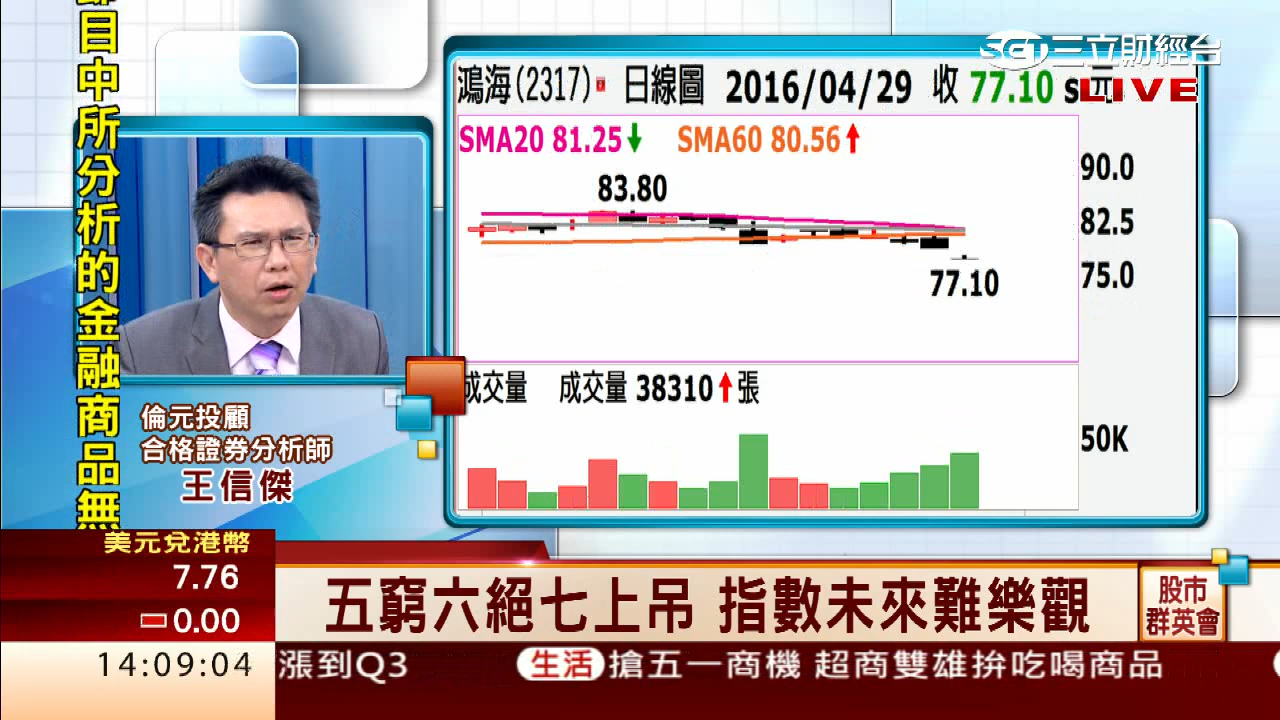 節目中所分析的金融商品無
SET三立財經台
LIVE
鴻海(2317) 日線圖 2016/04/29 收 77.10 s元
SMA20 81.25↓ SMA60 80.56↑
83.80
77.10
90.0
82.5
75.0
成交量 成交量 38310↑張
50K
倫元投顧
合格證券分析師
王信傑
美元兌港幣
7.76
0.00
五窮六絕七上吊 指數未來難樂觀
股市
群英會
14:09:04
漲到Q3 生活 搶五一商機 超商雙雄拚吃喝商品